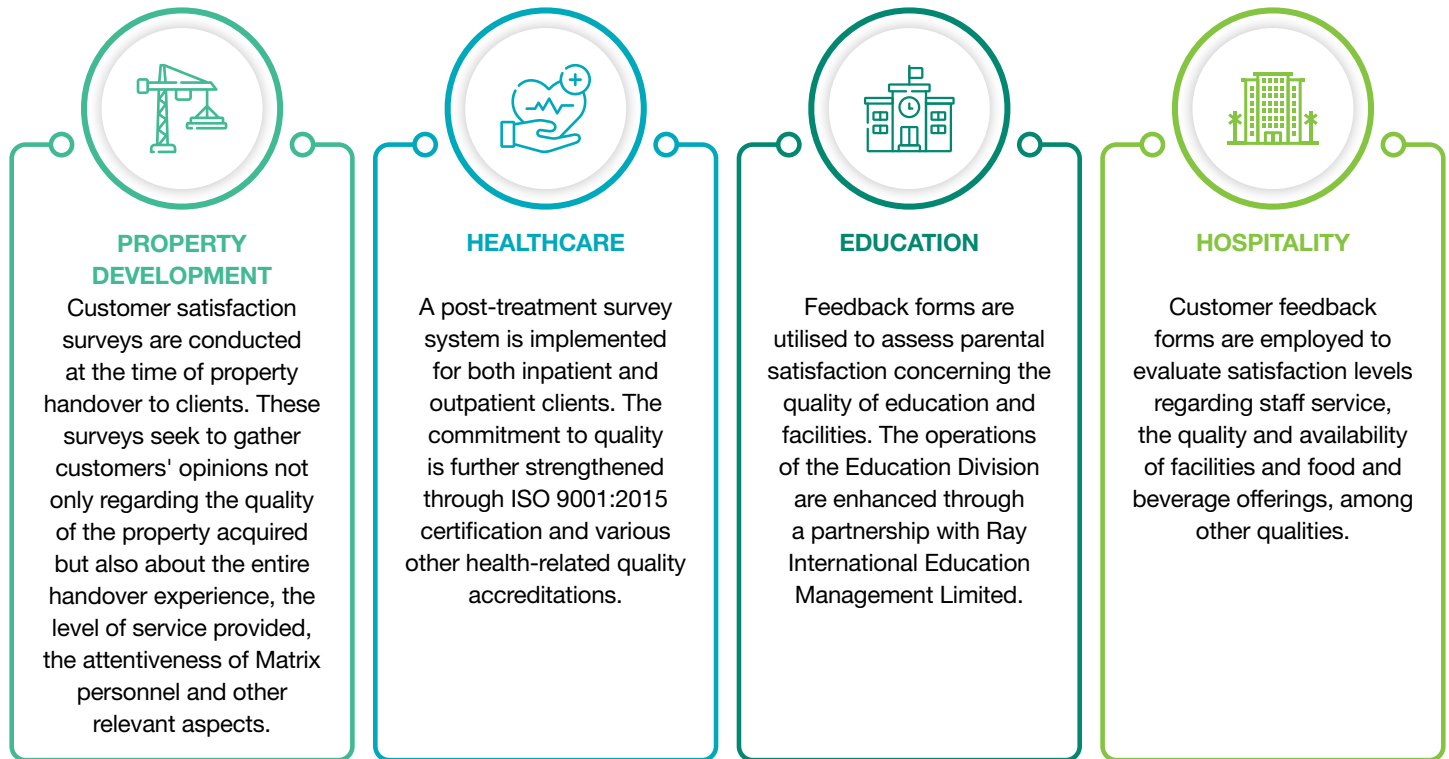 PROPERTY
DEVELOPMENT
Customer satisfaction
surveys are conducted
at the time of property
handover to clients. These
surveys seek to gather
customers' opinions not
only regarding the quality
of the property acquired
but also about the entire
handover experience, the
level of service provided,
the attentiveness of Matrix
personnel and other
relevant aspects.
HEALTHCARE
A post-treatment survey
system is implemented
for both inpatient and
outpatient clients. The
commitment to quality
is further strengthened
through ISO 9001:2015
certification and various
other health-related quality
accreditations.
EDUCATION
Feedback forms are
utilised to assess parental
satisfaction concerning the
quality of education and
facilities. The operations
of the Education Division
are enhanced through
a partnership with Ray
International Education
Management Limited.
HOSPITALITY
Customer feedback
forms are employed to
evaluate satisfaction levels
regarding staff service,
the quality and availability
of facilities and food and
beverage offerings, among
other qualities.